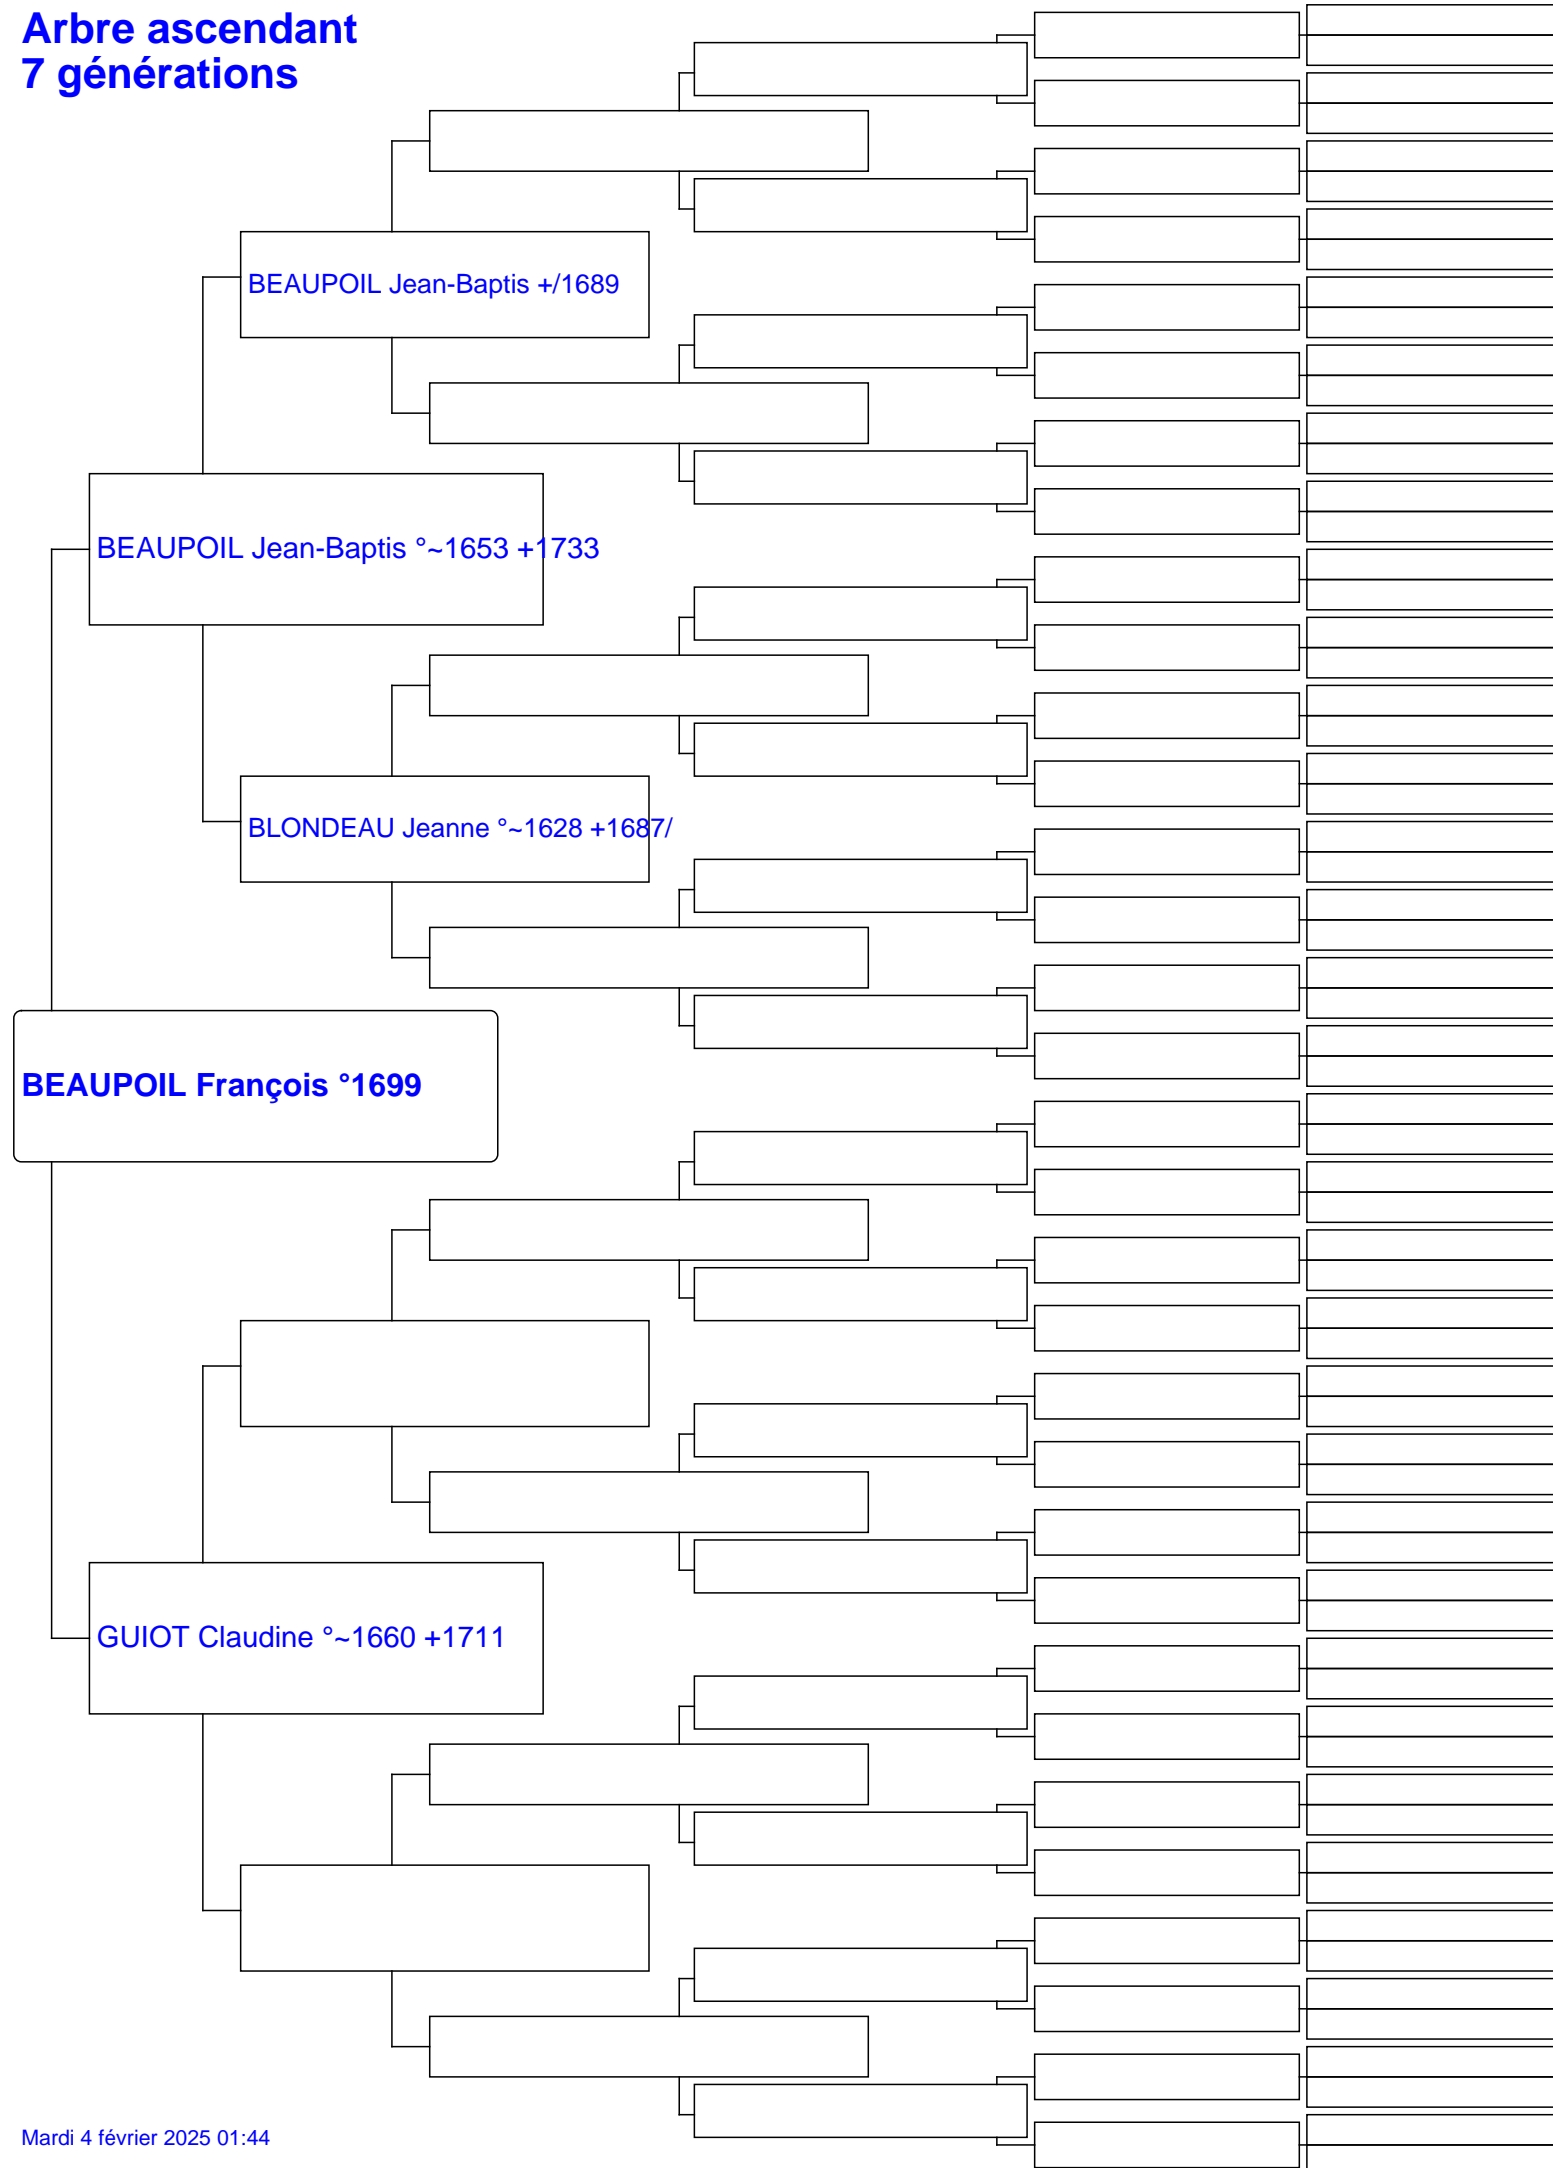 Arbre ascendant
7 générations
BEAUPOIL Jean-Baptis +/1689
BEAUPOIL Jean-Baptis °~1653 +1733
BLONDEAU Jeanne °~1628 +1687/
BEAUPOIL François °1699
GUIOT Claudine °~1660 +1711
Mardi 4 février 2025 01:44